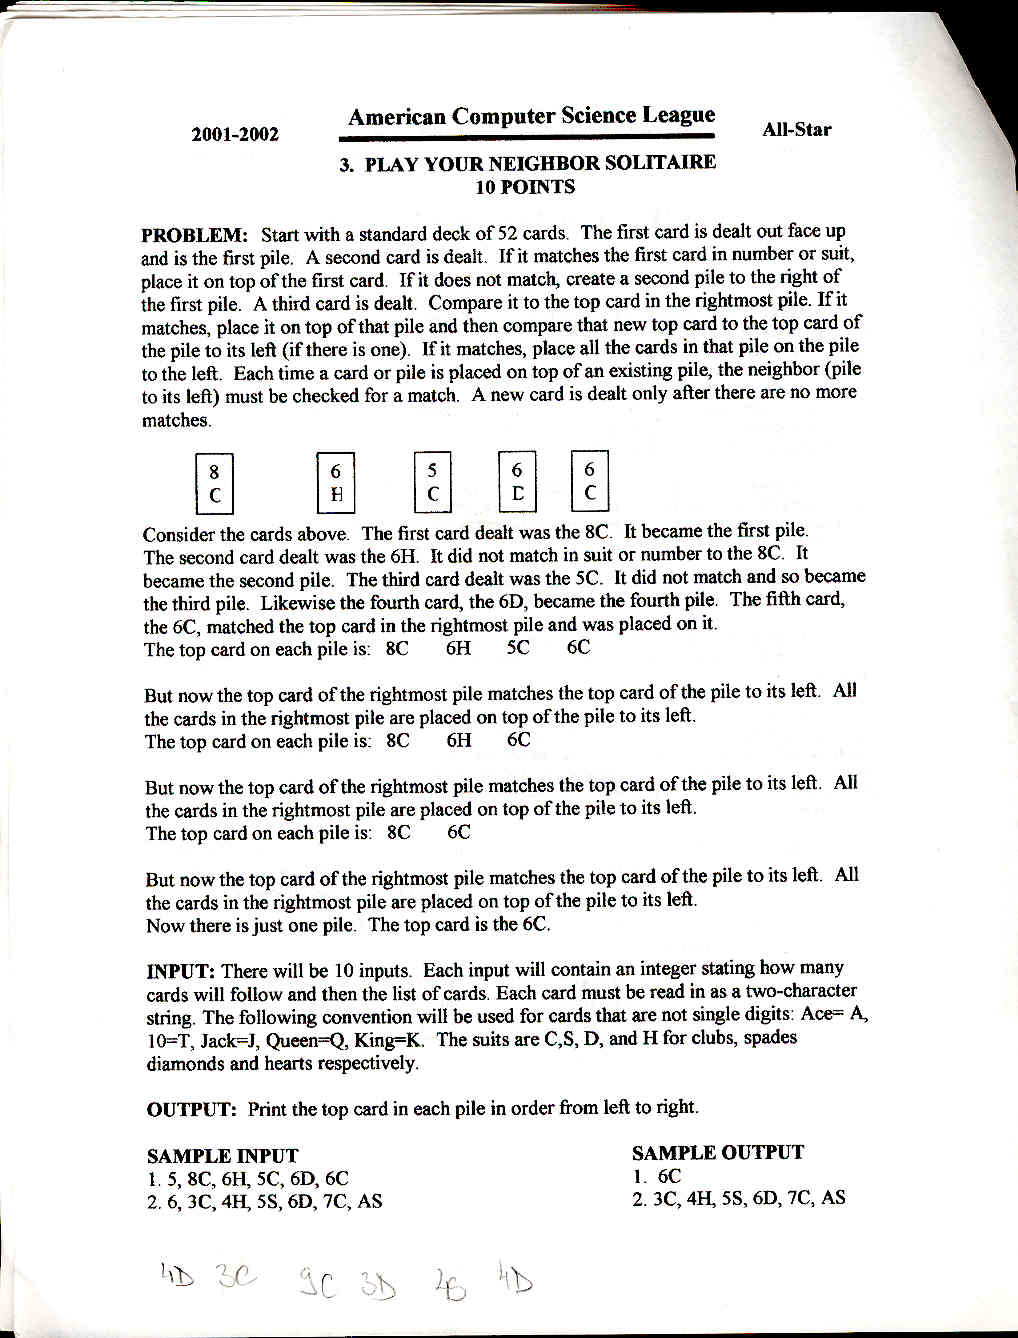 American Computer Science League
2001-2002
All-Star
3. PLAY YOUR NEIGHBOR SOLITAIRE
10 POINTS
PROBLEM: Start with a standard deck of 52 cards. The first card is dealt out face up
and is the first pile. A second card is dealt. If it matches the first card in number or suit,
place it on top of the first card. If it does not match, create a second pile to the right of
the first pile. A third card is dealt. Compare it to the top card in the rightmost pile. If it
matches, place it on top of that pile and then compare that new top card to the top card of
the pile to its left (if there is one). If it matches, place all the cards in that pile on the pile
to the left. Each time a card or pile is placed on top of an existing pile, the neighbor (pile
to its left) must be checked for a match. A new card is dealt only after there are no more
matches.
8 6 5 6 6
C H C D C
Consider the cards above. The first card dealt was the 8C. It became the first pile.
The second card dealt was the 6H. It did not match in suit or number to the 8C. It
became the second pile. The third card dealt was the 5C. It did not match and so became
the third pile. Likewise the fourth card, the 6D, became the fourth pile. The fifth card,
the 6C, matched the top card in the rightmost pile and was placed on it.
The top card on each pile is: 8C 6H 5C 6C
But now the top card of the rightmost pile matches the top card of the pile to its left. All
the cards in the rightmost pile are placed on top of the pile to its left.
The top card on each pile is: 8C 6H 6C
But now the top card of the rightmost pile matches the top card of the pile to its left. All
the cards in the rightmost pile are placed on top of the pile to its left.
The top card on each pile is: 8C 6C
But now the top card of the rightmost pile matches the top card of the pile to its left. All
the cards in the rightmost pile are placed on top of the pile to its left.
Now there is just one pile. The top card is the 6C.
INPUT: There will be 10 inputs. Each input will contain an integer stating how many
cards will follow and then the list of cards. Each card must be read in as a two-character
string. The following convention will be used for cards that are not single digits: Ace= A,
10=T, Jack=J, Queen=Q, King=K. The suits are C,S, D, and H for clubs, spades
diamonds and hearts respectively.
OUTPUT: Print the top card in each pile in order from left to right.
SAMPLE INPUT
1. 5, 8C, 6H, 5C, 6D, 6C
2. 6, 3C, 4H, 5S, 6D, 7C, AS
SAMPLE OUTPUT
1. 6C
2. 3C, 4H, 5S, 6D, 7C, AS
4D 3C 9C 3D 4D